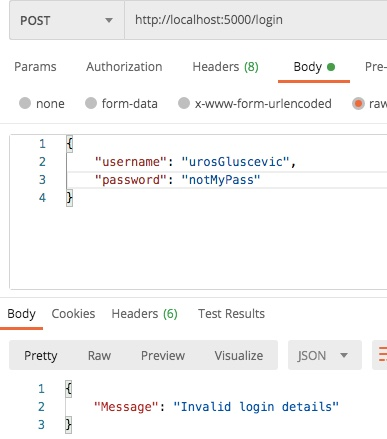 POST http://localhost:5000/login
Params Authorization Headers (8) Body Pre-
none form-data x-www-form-urlencoded raw
1 {
2 "username": "urosGluscevic",
3 "password": "notMyPass"
4 }
Body Cookies Headers (6) Test Results
Pretty Raw Preview Visualize JSON
1 {
2 "Message": "Invalid login details"
3 }